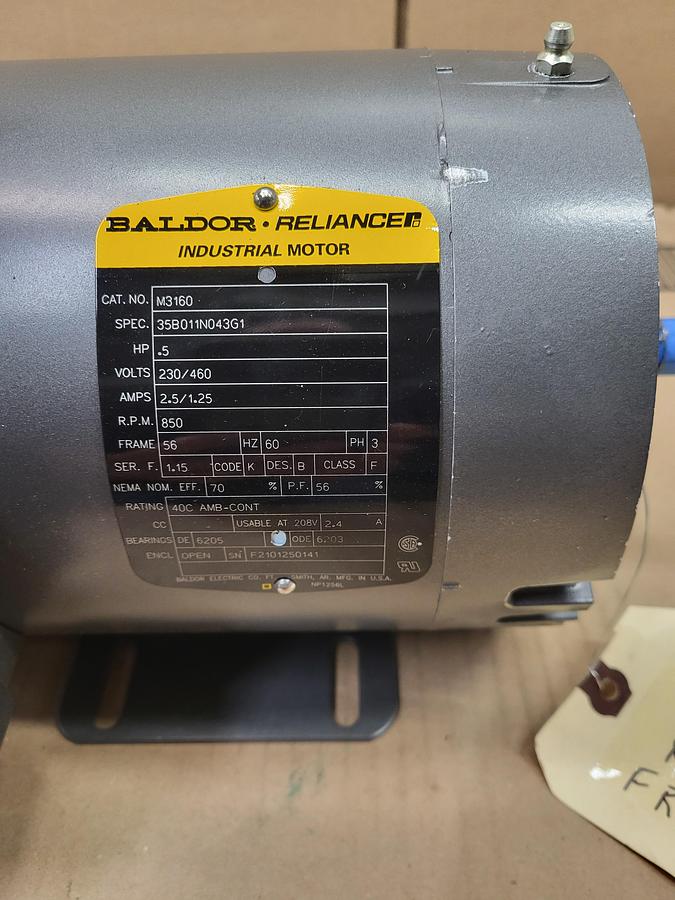 BALDOR • RELIANCE
INDUSTRIAL MOTOR
CAT. NO. M3160
SPEC. 35B011N043G1
HP .5
VOLTS 230/460
AMPS 2.5/1.25
R.P.M. 850
FRAME 56 HZ 60 PH 3
SER. F. 1.15 CODE K DES. B CLASS F
NEMA NOM. EFF. 70 % P.F. 56 %
RATING 40C AMB-CONT
CC USABLE AT 208V 2.4 A
BEARINGS DE 6205 ODE 6203
ENCL OPEN SN F2101250141
BALDOR ELECTRIC CO. FT. SMITH, AR. MFG. IN U.S.A.
NP1256L
F